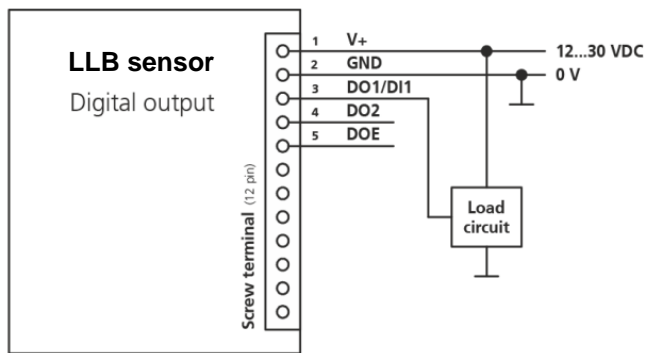 LLB sensor
Digital output
Screw terminal (12 pin)
1 V+
2 GND
3 DO1/DI1
4 DO2
5 DOE
12...30 VDC
0 V
Load
circuit